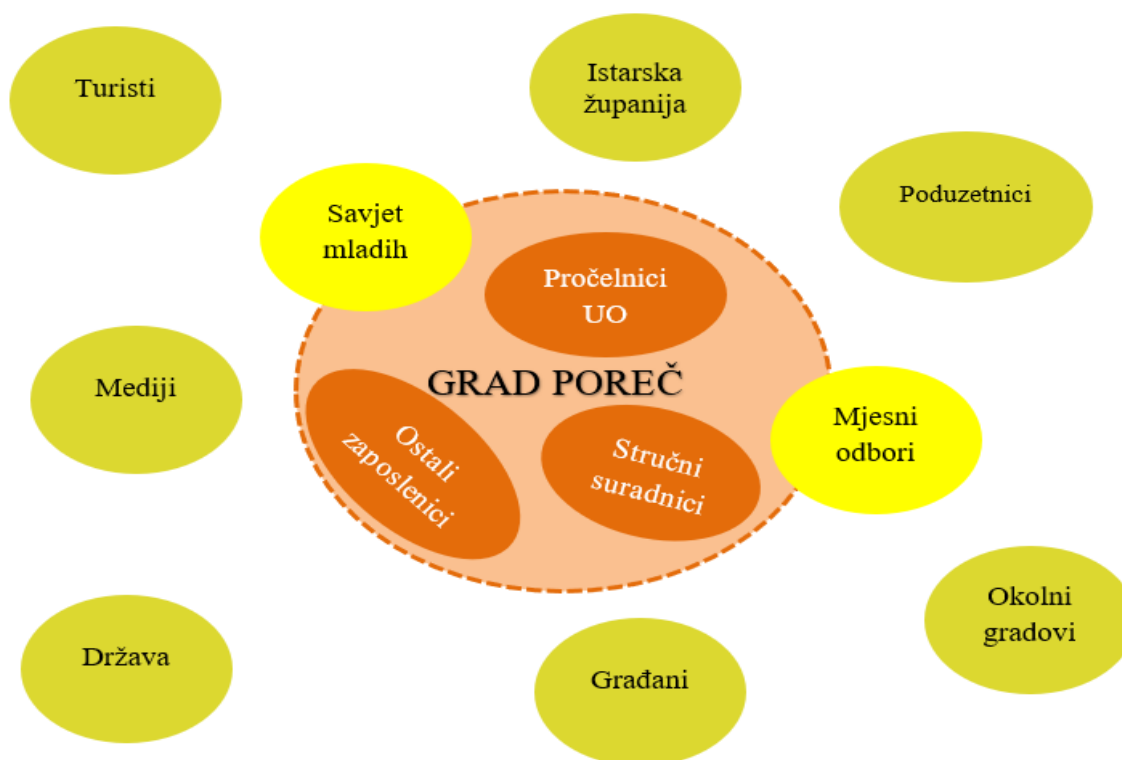 Turisti
Istarska
županija
Poduzetnici
Savjet
mladih
Pročelnici
UO
Mediji
GRAD POREČ
Mjesni
odbori
Ostali
zaposlenici
Stručni
suradnici
Država
Građani
Okolni
gradovi